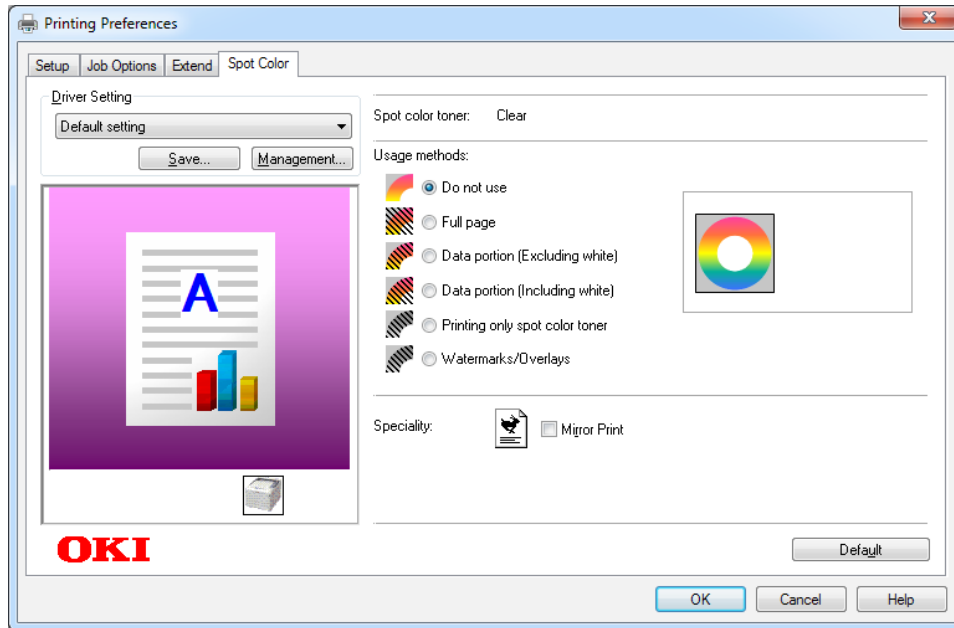 Printing Preferences
Setup
Job Options
Extend
Spot Color
Driver Setting
Default setting
Save...
Management...
A
OKI
Spot color toner: Clear
Usage methods:
Do not use
Full page
Data portion (Excluding white)
Data portion (Including white)
Printing only spot color toner
Watermarks/Overlays
Speciality:
Mirror Print
Default
OK
Cancel
Help